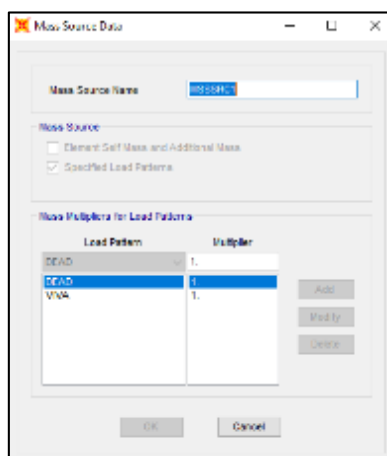 Mass Source Data
Mass Source Name MSSSRC1
Mass Source
Element Self Mass and Additional Mass
Specified Load Patterns
Mass Multipliers for Load Patterns
Load Pattern Multiplier
DEAD 1.
DEAD 1.
VIVA 1.
Add
Modify
Delete
OK Cancel